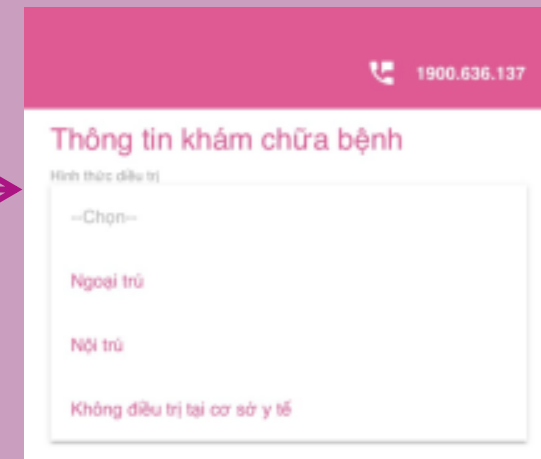 1900.636.137
Thông tin khám chữa bệnh
Hình thức điều trị
--Chọn--
Ngoại trú
Nội trú
Không điều trị tại cơ sở y tế